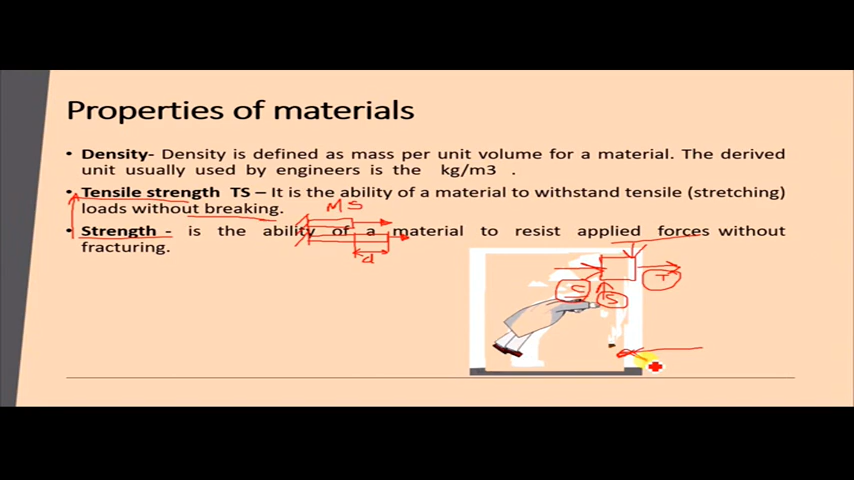 Properties of materials
• Density- Density is defined as mass per unit volume for a material. The derived
unit usually used by engineers is the kg/m3 .
• Tensile strength TS – It is the ability of a material to withstand tensile (stretching)
loads without breaking.
MS
• Strength - is the ability of a material to resist applied forces without
fracturing.
d
T
C
S